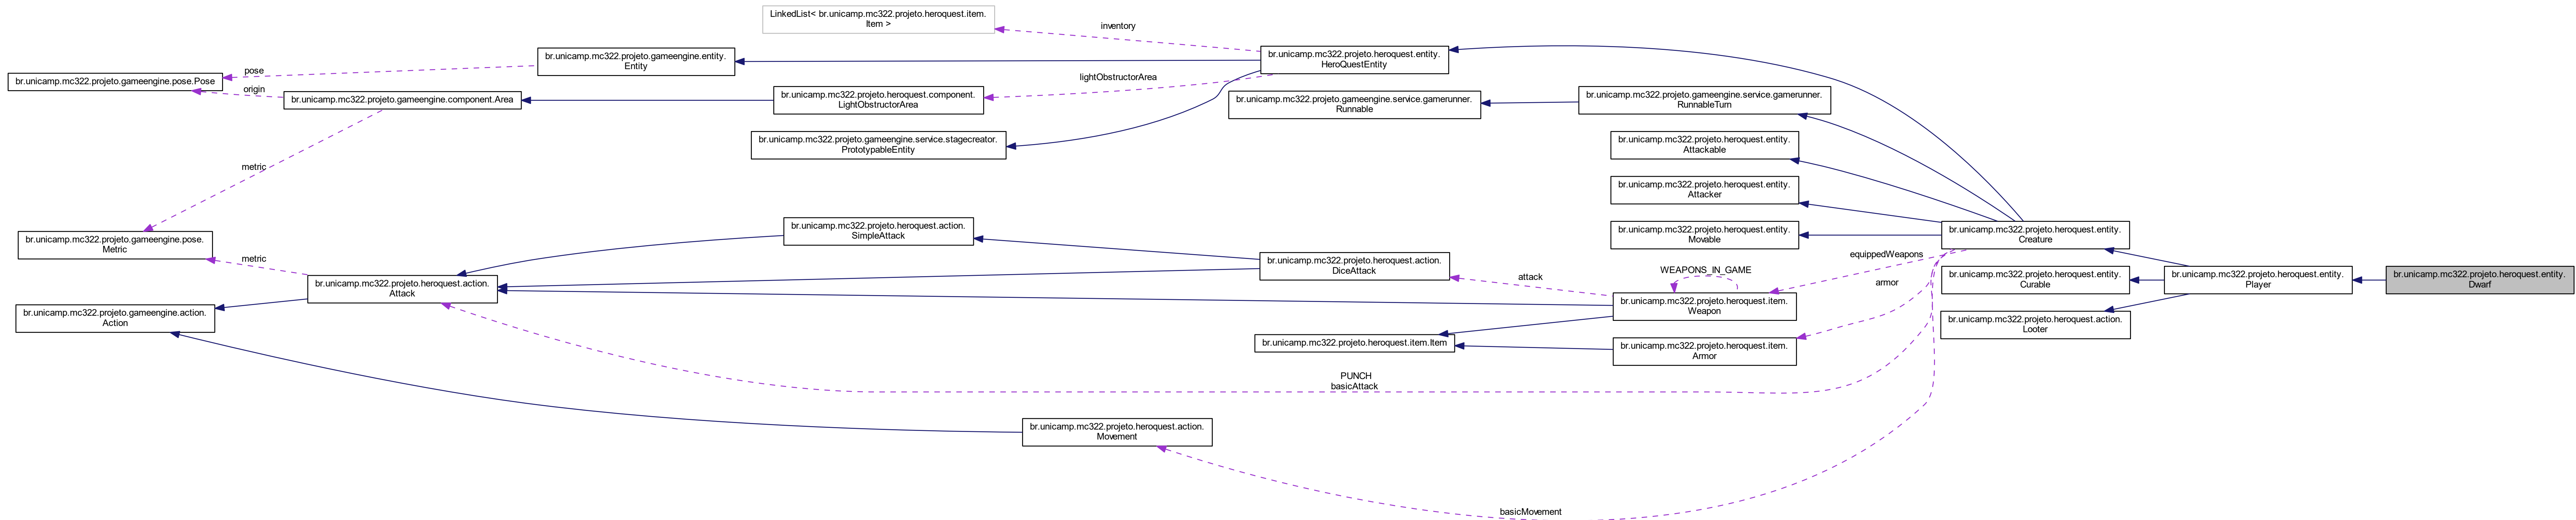 LinkedList< br.unicamp.mc322.projeto.heroquest.item.
Item >
inventory
br.unicamp.mc322.projeto.gameengine.entity.
Entity
br.unicamp.mc322.projeto.heroquest.entity.
HeroQuestEntity
pose
br.unicamp.mc322.projeto.gameengine.pose.Pose
origin
br.unicamp.mc322.projeto.gameengine.component.Area
lightObstructorArea
br.unicamp.mc322.projeto.heroquest.component.
LightObstructorArea
br.unicamp.mc322.projeto.gameengine.service.gamerunner.
Runnable
br.unicamp.mc322.projeto.gameengine.service.gamerunner.
RunnableTurn
br.unicamp.mc322.projeto.gameengine.service.stagecreator.
PrototypableEntity
br.unicamp.mc322.projeto.heroquest.entity.
Attackable
metric
br.unicamp.mc322.projeto.heroquest.entity.
Attacker
br.unicamp.mc322.projeto.gameengine.pose.
Metric
br.unicamp.mc322.projeto.heroquest.action.
SimpleAttack
br.unicamp.mc322.projeto.heroquest.entity.
Movable
br.unicamp.mc322.projeto.heroquest.entity.
Creature
metric
br.unicamp.mc322.projeto.heroquest.action.
DiceAttack
equippedWeapons
WEAPONS_IN_GAME
attack
armor
br.unicamp.mc322.projeto.heroquest.entity.
Curable
br.unicamp.mc322.projeto.heroquest.entity.
Player
br.unicamp.mc322.projeto.heroquest.entity.
Dwarf
br.unicamp.mc322.projeto.heroquest.action.
Attack
br.unicamp.mc322.projeto.heroquest.item.
Weapon
br.unicamp.mc322.projeto.gameengine.action.
Action
br.unicamp.mc322.projeto.heroquest.action.
Looter
br.unicamp.mc322.projeto.heroquest.item.Item
br.unicamp.mc322.projeto.heroquest.item.
Armor
PUNCH
basicAttack
br.unicamp.mc322.projeto.heroquest.action.
Movement
basicMovement